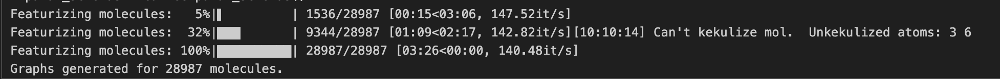 Featurizing molecules:   5%|█         | 1536/28987 [00:15<03:06, 147.52it/s]
Featurizing molecules:  32%|███       | 9344/28987 [01:09<02:17, 142.82it/s][10:10:14] Can't kekulize mol.  Unkekulized atoms: 3 6
Featurizing molecules: 100%|██████████| 28987/28987 [03:26<00:00, 140.48it/s]
Graphs generated for 28987 molecules.